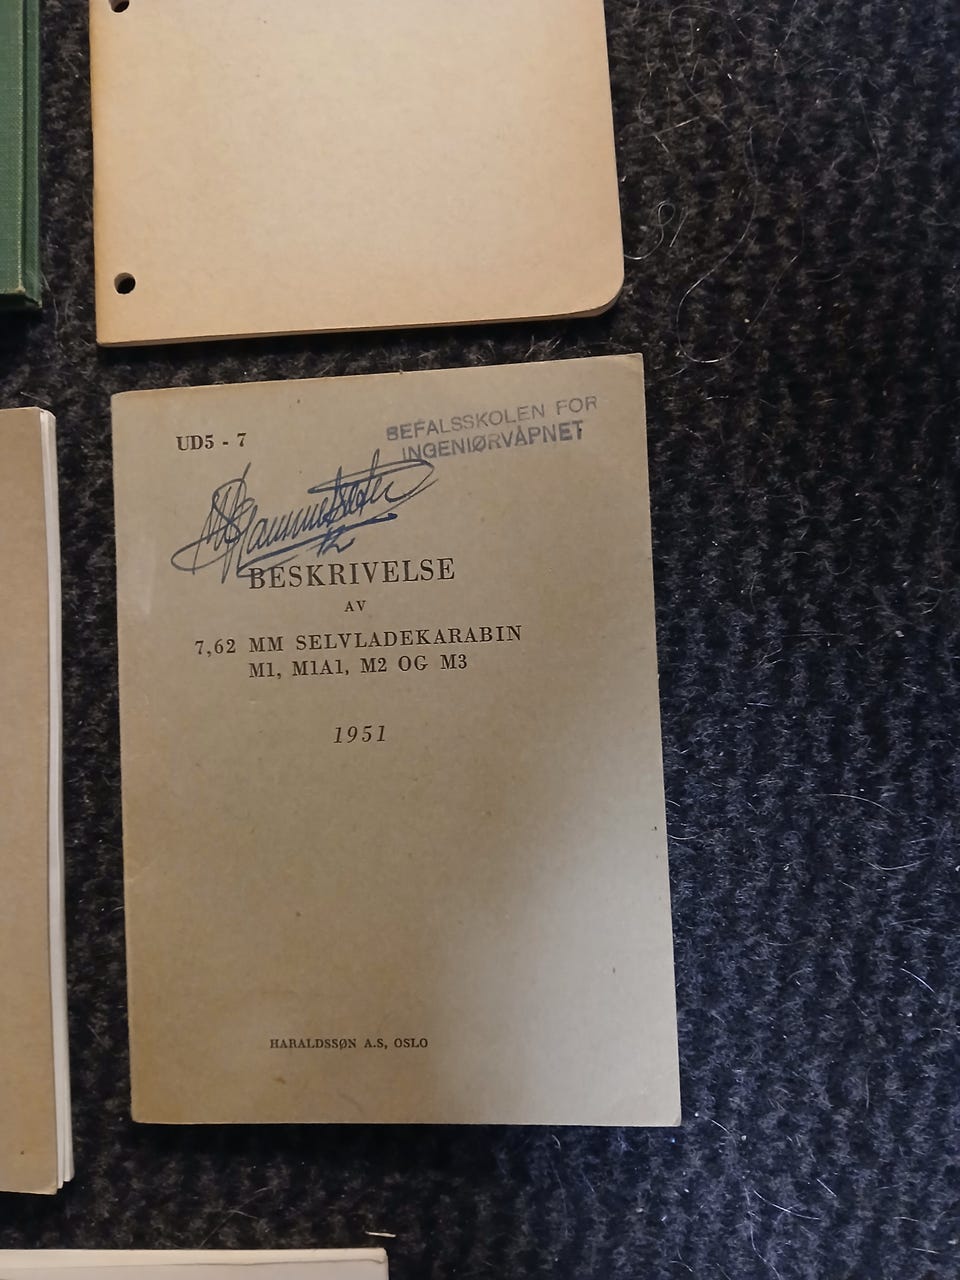 UD5 - 7
BEFALSSKOLEN FOR
INGENIØRVÅPNET
BESKRIVELSE
AV
7,62 MM SELVLADEKARABIN
M1, M1A1, M2 OG M3
1951
HARALDSSØN A.S, OSLO